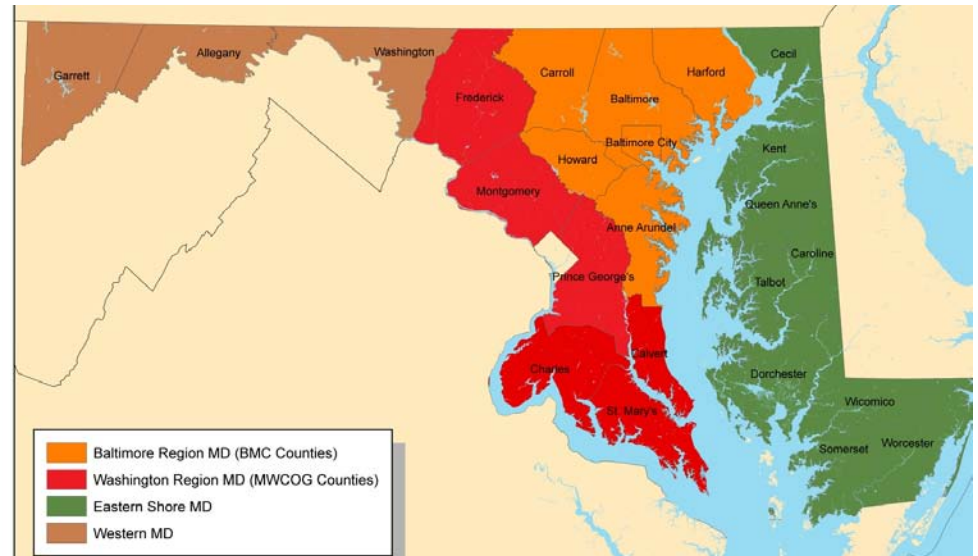 Garrett
Allegany
Washington
Frederick
Carroll
Harford
Cecil
Baltimore
Baltimore City
Kent
Howard
Montgomery
Queen Anne's
Anne Arundel
Caroline
Prince George's
Talbot
Calvert
Charles
Dorchester
St. Mary's
Wicomico
Somerset
Worcester
Baltimore Region MD (BMC Counties)
Washington Region MD (MWCOG Counties)
Eastern Shore MD
Western MD